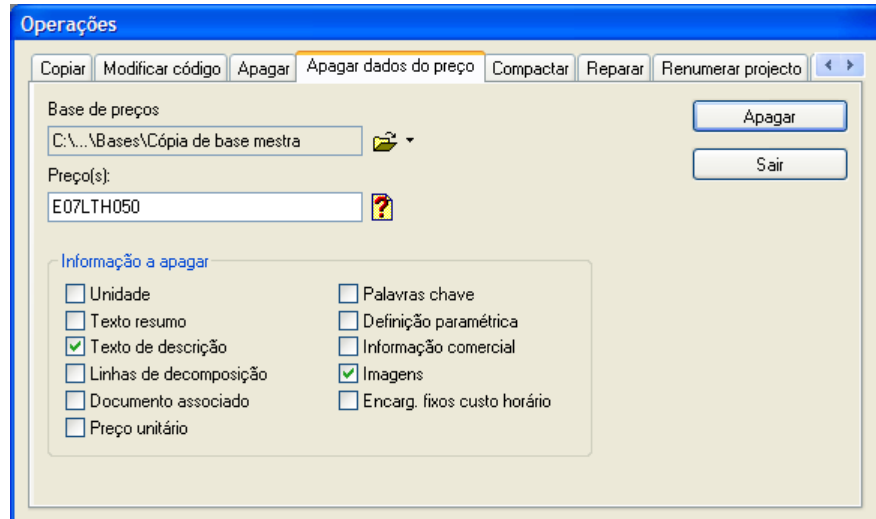 Operações
Copiar Modificar código Apagar Apagar dados do preço Compactar Reparar Renumerar projecto
Base de preços
C:\...\Bases\Cópia de base mestra
Apagar
Sair
Preço(s):
E07LTH050
Informação a apagar
Unidade Palavras chave
Texto resumo Definição paramétrica
Texto de descrição Informação comercial
Linhas de decomposição Imagens
Documento associado Encarg. fixos custo horário
Preço unitário